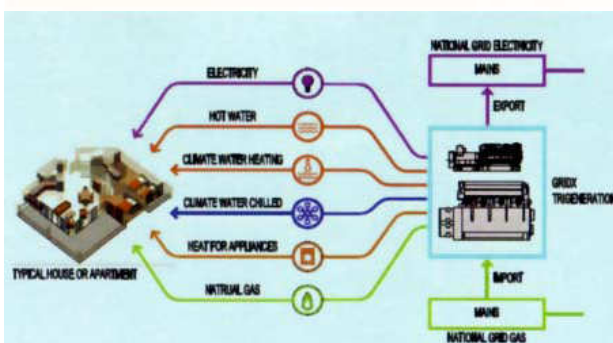 NATIONAL GRID ELECTRICITY
MAINS
EXPORT
ELECTRICITY
HOT WATER
CLIMATE WATER HEATING
CLIMATE WATER CHILLED
HEAT FOR APPLIANCES
NATRUAL GAS
TYPICAL HOUSE OR APARTMENT
GRIDX
TRIGENERATION
IMPORT
MAINS
NATIONAL GRID GAS